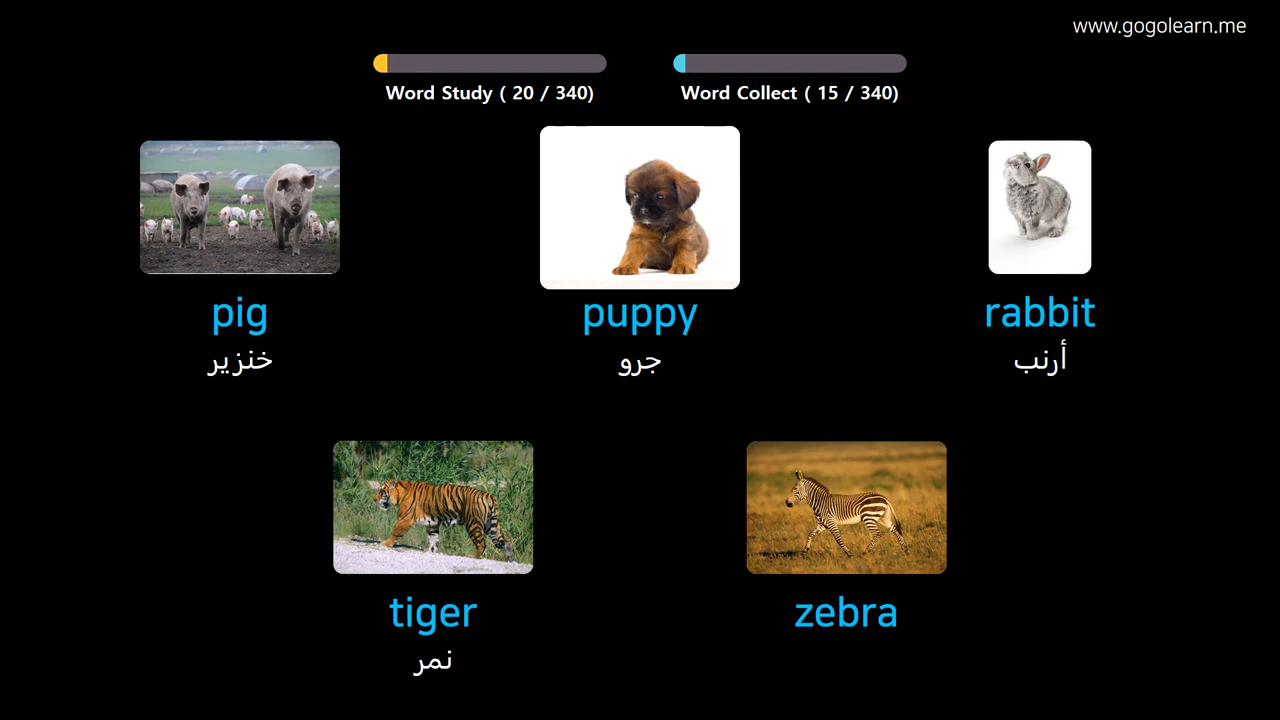 www.gogolearn.me
Word Study ( 20 / 340)
Word Collect ( 15 / 340)
pig
خنزير
puppy
جرو
rabbit
أرنب
tiger
نمر
zebra